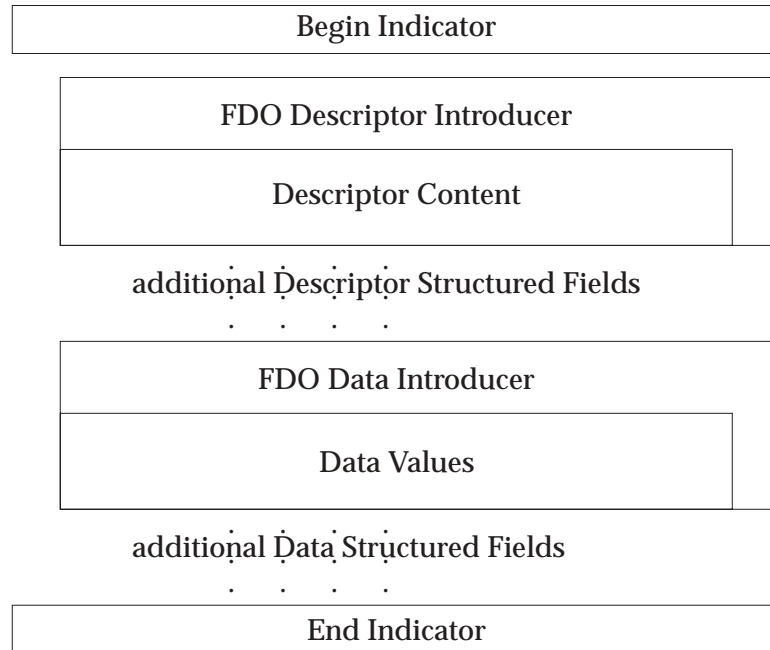 Begin Indicator
FDO Descriptor Introducer
Descriptor Content
additional Descriptor Structured Fields
FDO Data Introducer
Data Values
additional Data Structured Fields
End Indicator